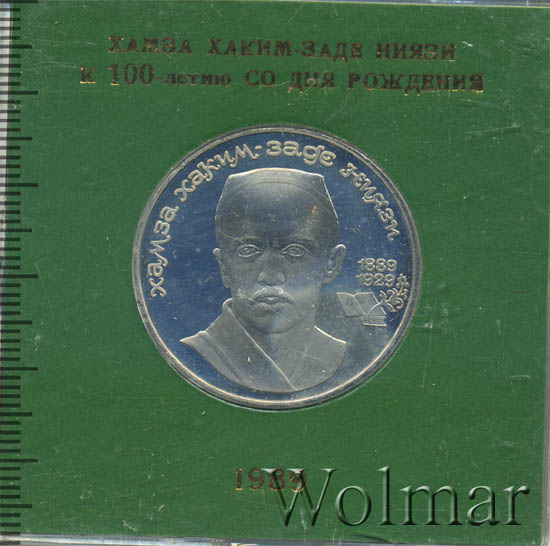 ХАМЗА ХАКИМ-ЗАДЕ НИЯЗИ
К 100-летию СО ДНЯ РОЖДЕНИЯ
хамза хаким-заде ниязи
1889
1929
1989
Wolmar